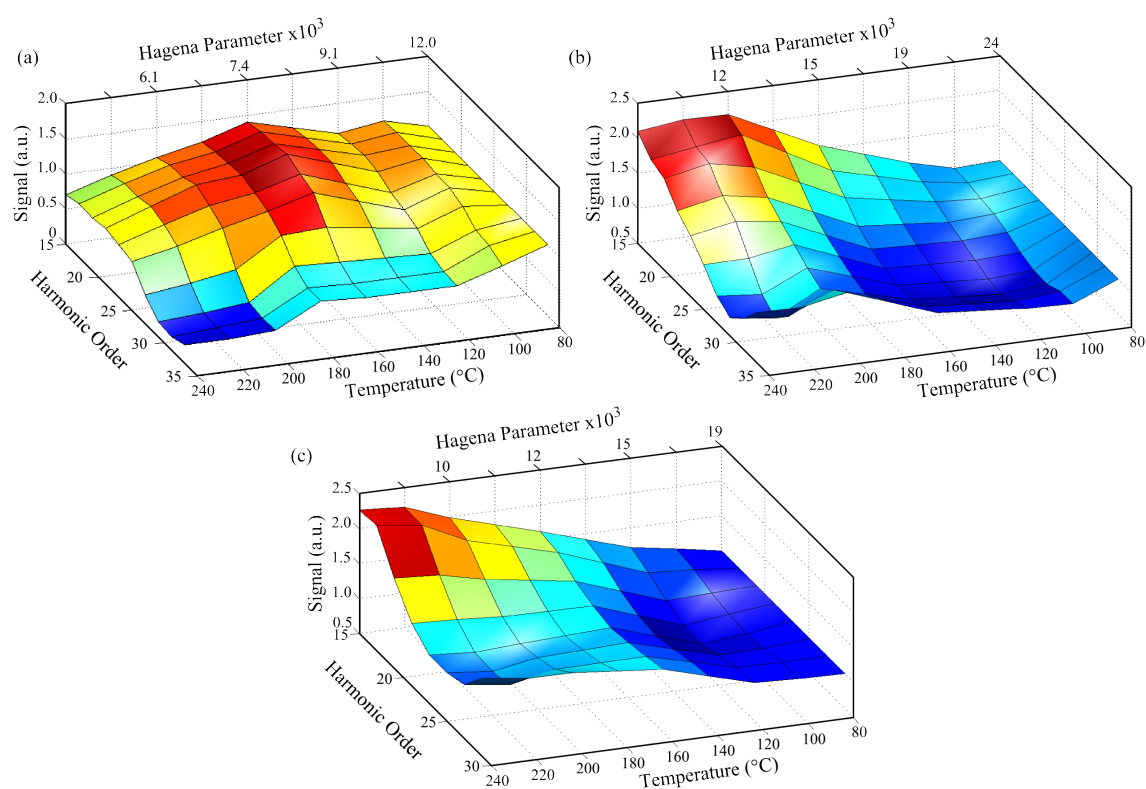 (a)
Hagena Parameter x10³
6.1 7.4 9.1 12.0
Signal (a.u.)
2.0
1.5
1.0
0.5
0
15
20
25
30
35
Harmonic Order
240 220 200 180 160 140 120 100 80
Temperature (°C)
(b)
Hagena Parameter x10³
12 15 19 24
Signal (a.u.)
2.5
2.0
1.5
1.0
0.5
15
20
25
30
35
Harmonic Order
240 220 200 180 160 140 120 100 80
Temperature (°C)
(c)
Hagena Parameter x10³
10 12 15 19
Signal (a.u.)
2.5
2.0
1.5
1.0
0.5
15
20
25
30
Harmonic Order
240 220 200 180 160 140 120 100 80
Temperature (°C)